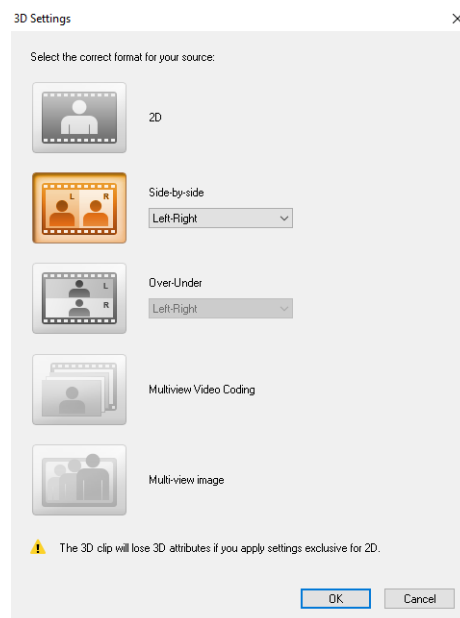 3D Settings
Select the correct format for your source:
2D
L R
Side-by-side
Left-Right
L
R
Over-Under
Left-Right
Multiview Video Coding
Multi-view image
The 3D clip will lose 3D attributes if you apply settings exclusive for 2D.
OK Cancel